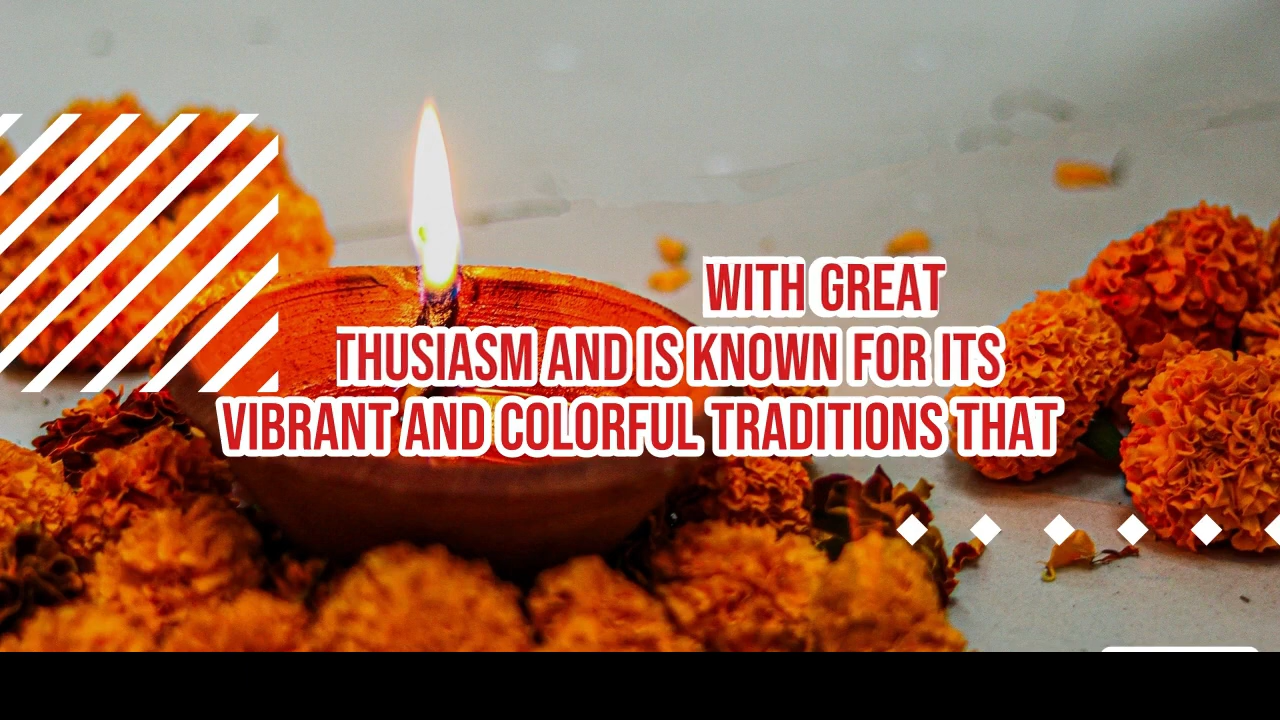 WITH GREAT
THUSIASM AND IS KNOWN FOR ITS
VIBRANT AND COLORFUL TRADITIONS THAT